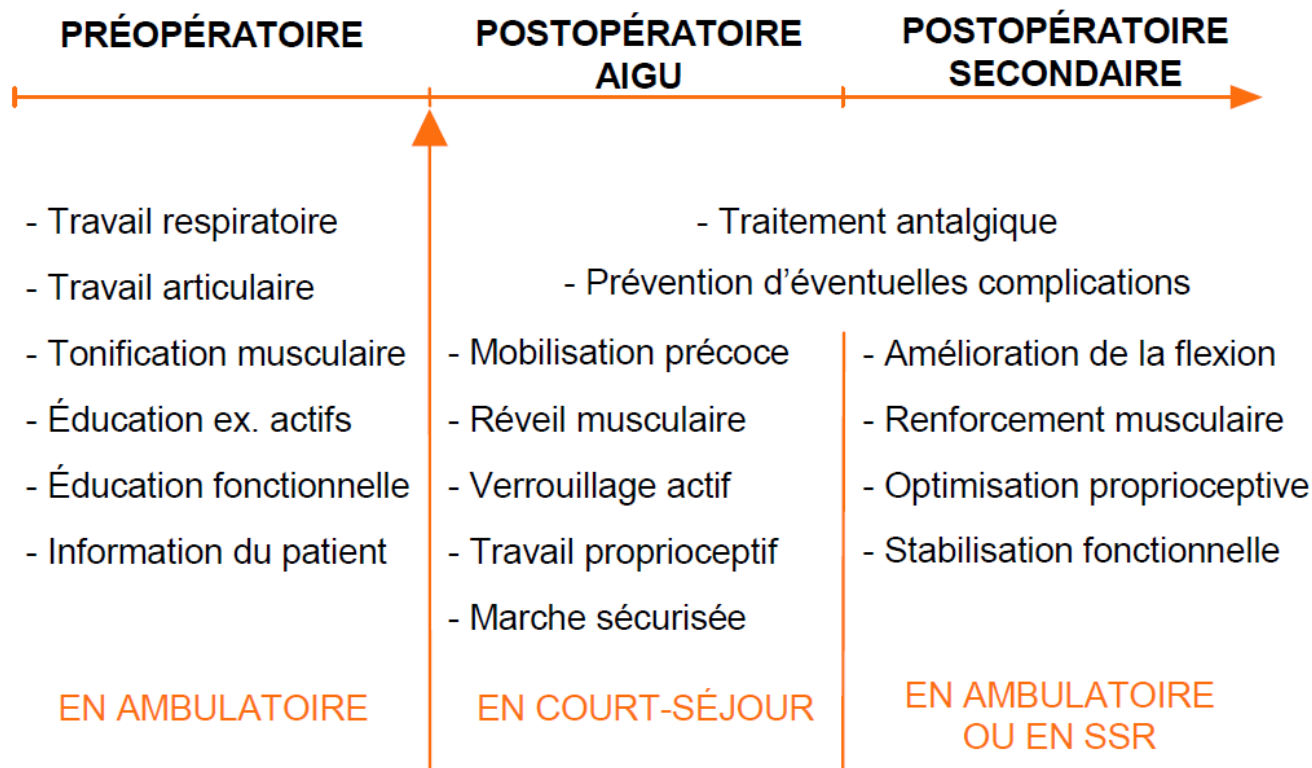 PRÉOPÉRATOIRE
POSTOPÉRATOIRE
AIGU
POSTOPÉRATOIRE
SECONDAIRE
- Travail respiratoire
- Travail articulaire
- Tonification musculaire
- Éducation ex. actifs
- Éducation fonctionnelle
- Information du patient
- Traitement antalgique
- Prévention d’éventuelles complications
- Mobilisation précoce
- Réveil musculaire
- Verrouillage actif
- Travail proprioceptif
- Marche sécurisée
- Amélioration de la flexion
- Renforcement musculaire
- Optimisation proprioceptive
- Stabilisation fonctionnelle
EN AMBULATOIRE
EN COURT-SÉJOUR
EN AMBULATOIRE
OU EN SSR